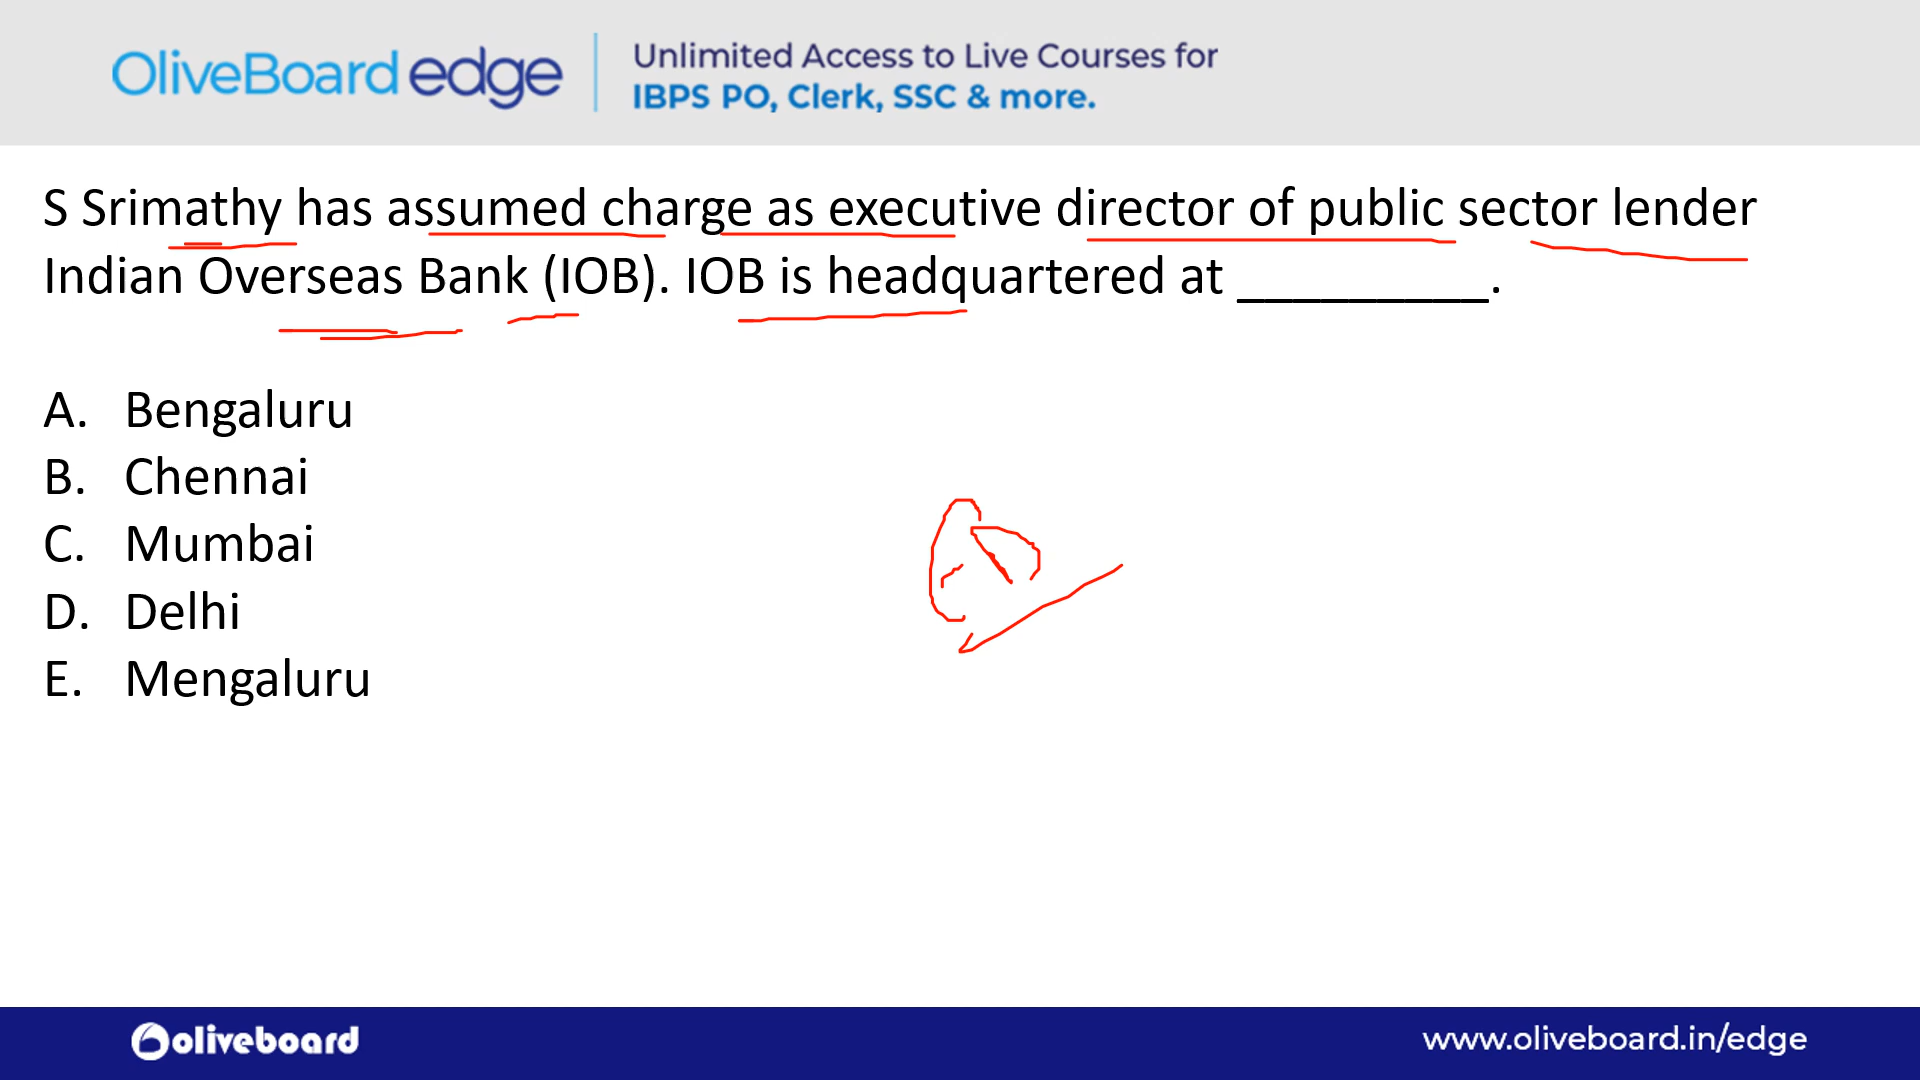 OliveBoard edge
Unlimited Access to Live Courses for
IBPS PO, Clerk, SSC & more.
S Srimathy has assumed charge as executive director of public sector lender
Indian Overseas Bank (IOB). IOB is headquartered at _________.
A. Bengaluru
B. Chennai
C. Mumbai
D. Delhi
E. Mengaluru
oliveboard
www.oliveboard.in/edge